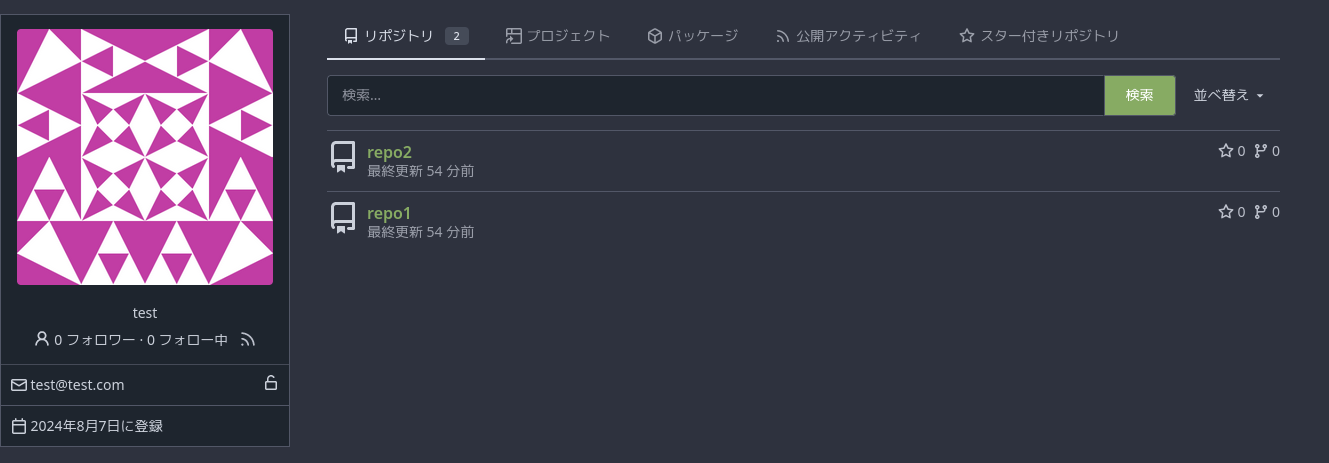 リポジトリ 2 プロジェクト パッケージ 公開アクティビティ スター付きリポジトリ
検索... 検索 並べ替え
repo2 0 0
最終更新 54 分前
repo1 0 0
最終更新 54 分前
test
0 フォロワー · 0 フォロー中
test@test.com
2024年8月7日に登録